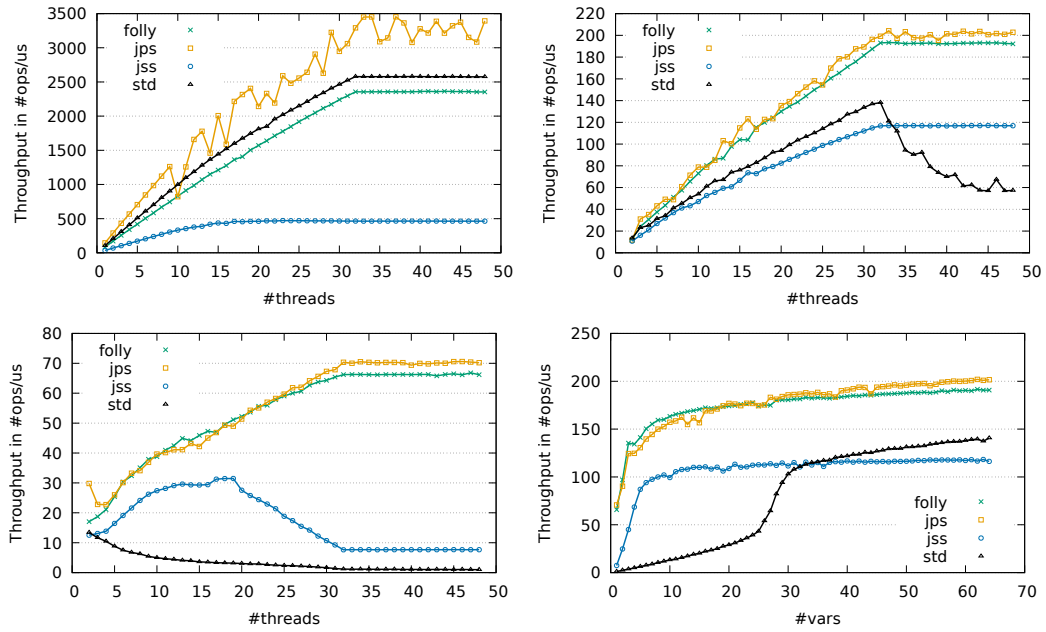 3500
3000
2500
2000
1500
1000
500
0
Throughput in #ops/us
folly
jps
jss
std
0 5 10 15 20 25 30 35 40 45 50
#threads
220
200
180
160
140
120
100
80
60
40
20
0
Throughput in #ops/us
folly
jps
jss
std
0 5 10 15 20 25 30 35 40 45 50
#threads
80
70
60
50
40
30
20
10
0
Throughput in #ops/us
folly
jps
jss
std
0 5 10 15 20 25 30 35 40 45 50
#threads
250
200
150
100
50
0
Throughput in #ops/us
folly
jps
jss
std
0 10 20 30 40 50 60 70
#vars